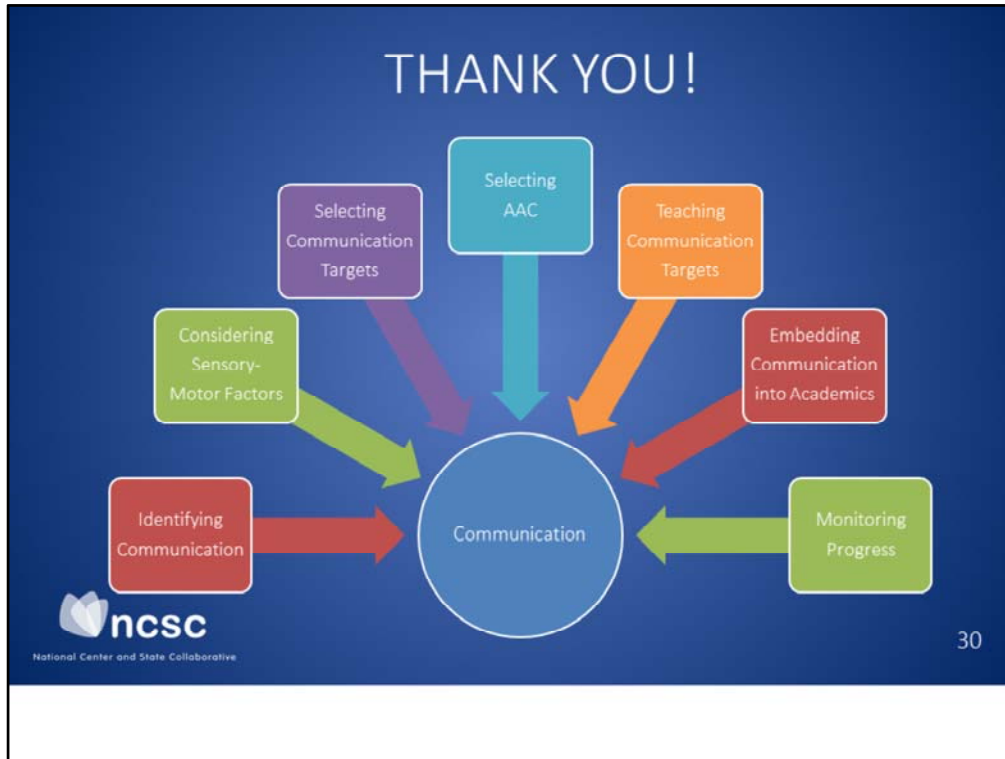 THANK YOU!
Selecting
AAC
Selecting
Communication
Targets
Teaching
Communication
Targets
Considering
Sensory-
Motor Factors
Embedding
Communication
into Academics
Identifying
Communication
Communication
Monitoring
Progress
ncsc
National Center and State Collaborative
30